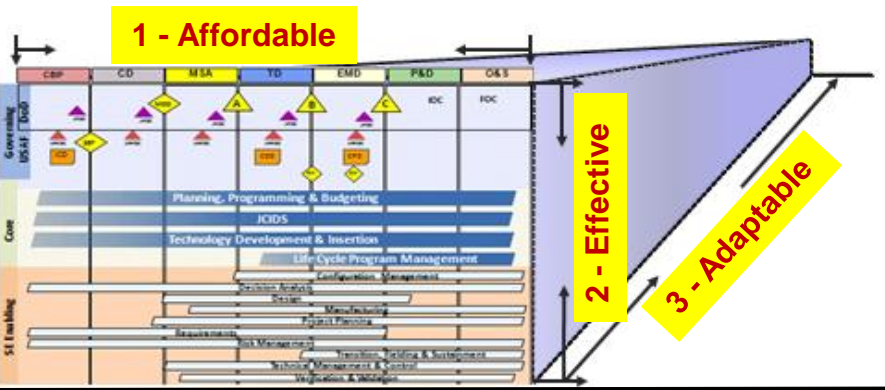 1 - Affordable
CBP CD MSA TD EMD P&D O&S
Governing
DoD
USAF
MDD
A
B
C
IOC
FOC
Core
Planning, Programming & Budgeting
JCIDS
Technology Development & Insertion
Life Cycle Program Management
SE Enabling
Configuration Management
Decision Analysis
Design
Manufacturing
Project Planning
Requirements
Risk Management
Transition, Fielding & Sustainment
Technical Management & Control
Verification & Validation
2 - Effective
3 - Adaptable